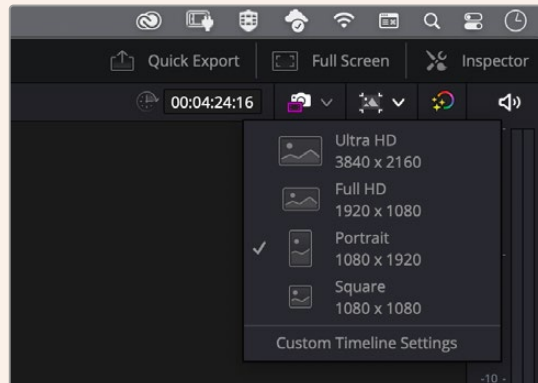 Quick Export Full Screen Inspector
00:04:24:16
Ultra HD
3840 x 2160
Full HD
1920 x 1080
Portrait
1080 x 1920
Square
1080 x 1080
Custom Timeline Settings
-10